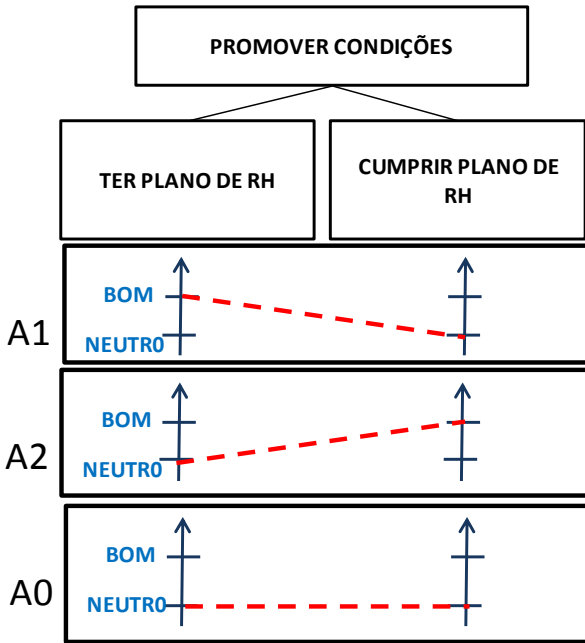 PROMOVER CONDIÇÕES
TER PLANO DE RH
CUMPRIR PLANO DE
RH
A1
BOM
NEUTR0
A2
BOM
NEUTR0
A0
BOM
NEUTR0